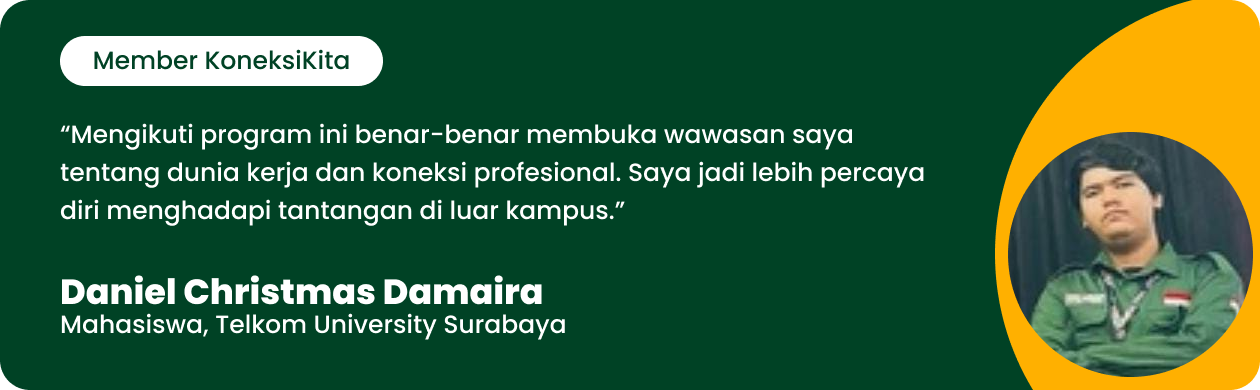 Member KoneksiKita
“Mengikuti program ini benar-benar membuka wawasan saya
tentang dunia kerja dan koneksi profesional. Saya jadi lebih percaya
diri menghadapi tantangan di luar kampus.”
Daniel Christmas Damaira
Mahasiswa, Telkom University Surabaya